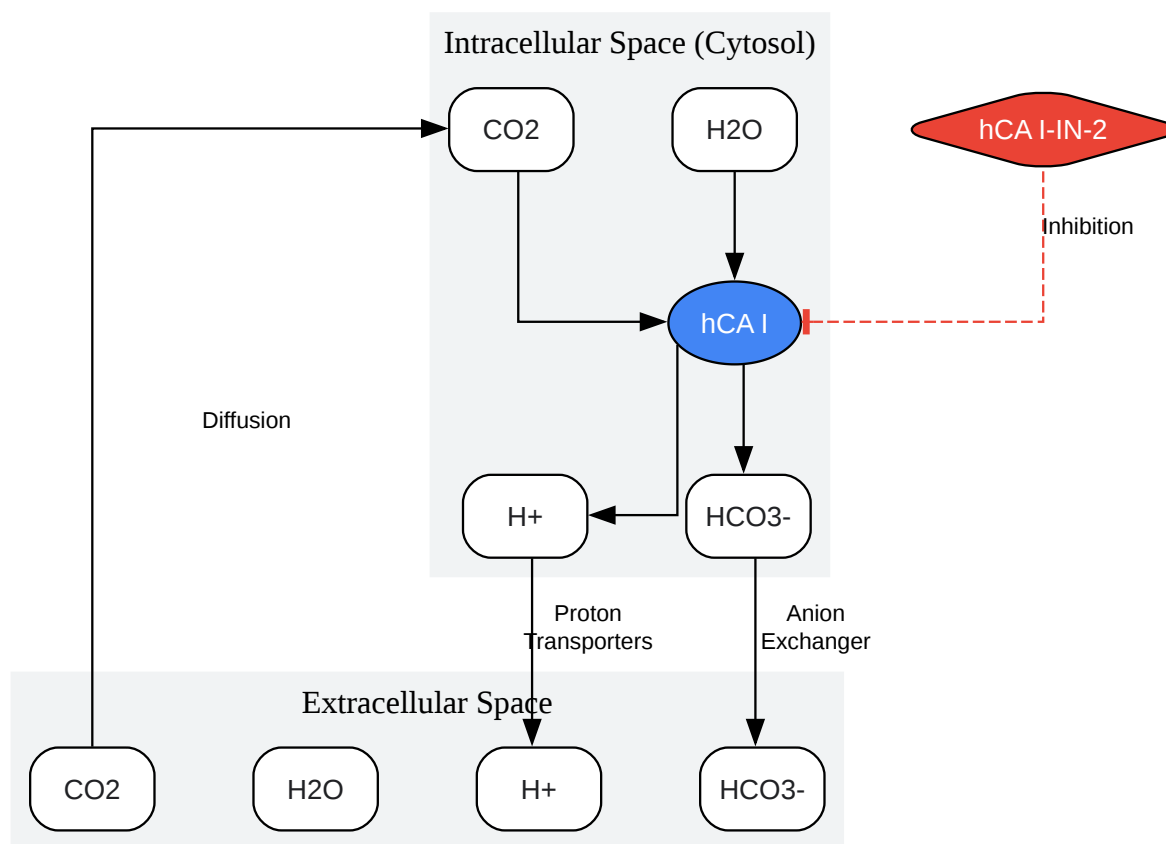 Intracellular Space (Cytosol)
CO2
H2O
hCA I-IN-2
Inhibition
hCA I
Diffusion
H+
HCO3-
Proton
Transporters
Anion
Exchanger
Extracellular Space
CO2
H2O
H+
HCO3-